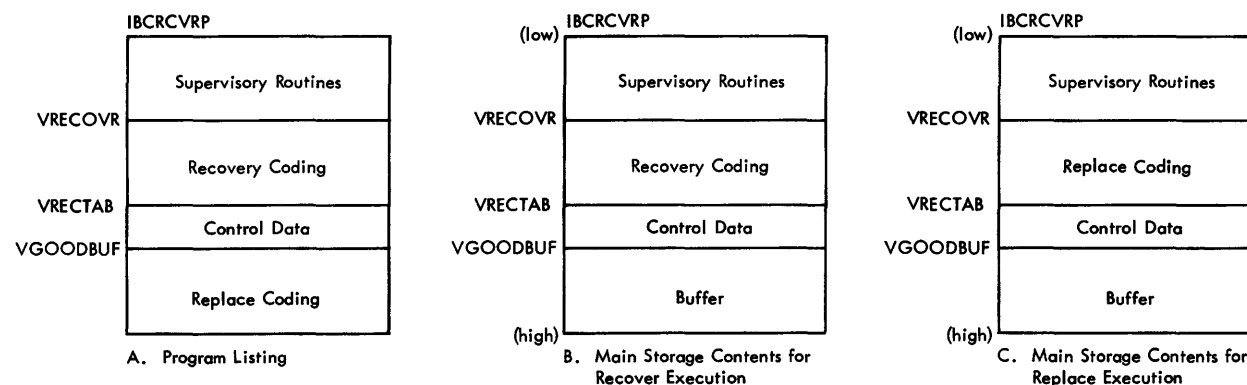 IBCRCVRP
Supervisory Routines
VRECOVR
Recovery Coding
VRECTAB
Control Data
VGOODBUF
Replace Coding
A. Program Listing
IBCRCVRP
(low)
Supervisory Routines
VRECOVR
Recovery Coding
VRECTAB
Control Data
VGOODBUF
Buffer
(high)
B. Main Storage Contents for
Recover Execution
IBCRCVRP
(low)
Supervisory Routines
VRECOVR
Replace Coding
VRECTAB
Control Data
VGOODBUF
Buffer
(high)
C. Main Storage Contents for
Replace Execution